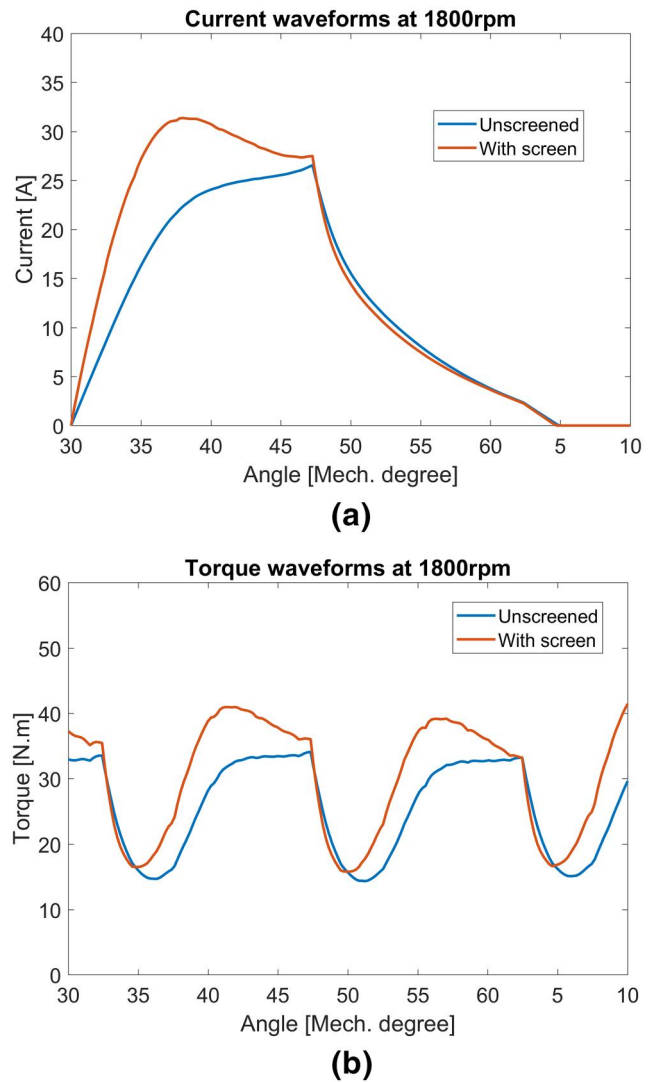 Current waveforms at 1800rpm
40
35
30
25
20
15
10
5
0
Current [A]
Unscreened
With screen
30 35 40 45 50 55 60 5 10
Angle [Mech. degree]
(a)
Torque waveforms at 1800rpm
60
50
40
30
20
10
0
Torque [N.m]
Unscreened
With screen
30 35 40 45 50 55 60 5 10
Angle [Mech. degree]
(b)